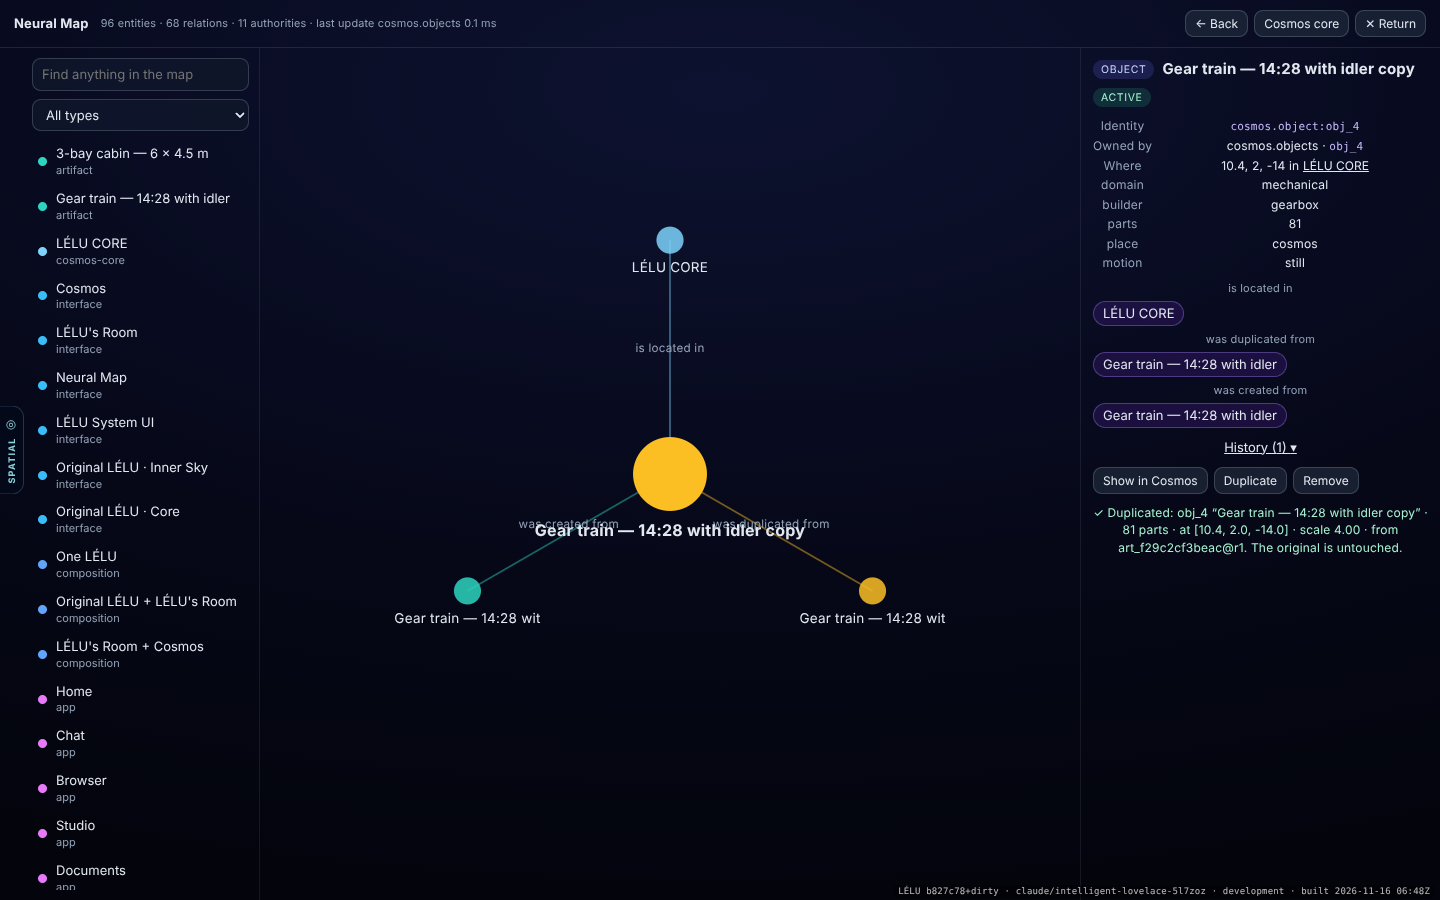 Neural Map 96 entities · 68 relations · 11 authorities · last update cosmos.objects 0.1 ms
← Back Cosmos core ✕ Return
Find anything in the map
All types
3-bay cabin — 6 × 4.5 m
artifact
Gear train — 14:28 with idler
artifact
LÉLU CORE
cosmos-core
Cosmos
interface
LÉLU's Room
interface
Neural Map
interface
LÉLU System UI
interface
Original LÉLU · Inner Sky
interface
Original LÉLU · Core
interface
One LÉLU
composition
Original LÉLU + LÉLU's Room
composition
LÉLU's Room + Cosmos
composition
Home
app
Chat
app
Browser
app
Studio
app
Documents
app
SPATIAL ◎
LÉLU CORE
is located in
was created from
was duplicated from
Gear train — 14:28 with idler copy
Gear train — 14:28 wit
Gear train — 14:28 wit
OBJECT Gear train — 14:28 with idler copy
ACTIVE
Identity cosmos.object:obj_4
Owned by cosmos.objects · obj_4
Where 10.4, 2, -14 in LÉLU CORE
domain mechanical
builder gearbox
parts 81
place cosmos
motion still
is located in
LÉLU CORE
was duplicated from
Gear train — 14:28 with idler
was created from
Gear train — 14:28 with idler
History (1) ▾
Show in Cosmos Duplicate Remove
✓ Duplicated: obj_4 “Gear train — 14:28 with idler copy” ·
81 parts · at [10.4, 2.0, -14.0] · scale 4.00 · from
art_f29c2cf3beac@r1. The original is untouched.
LÉLU b827c78+dirty · claude/intelligent-lovelace-5l7zoz · development · built 2026-11-16 06:48Z